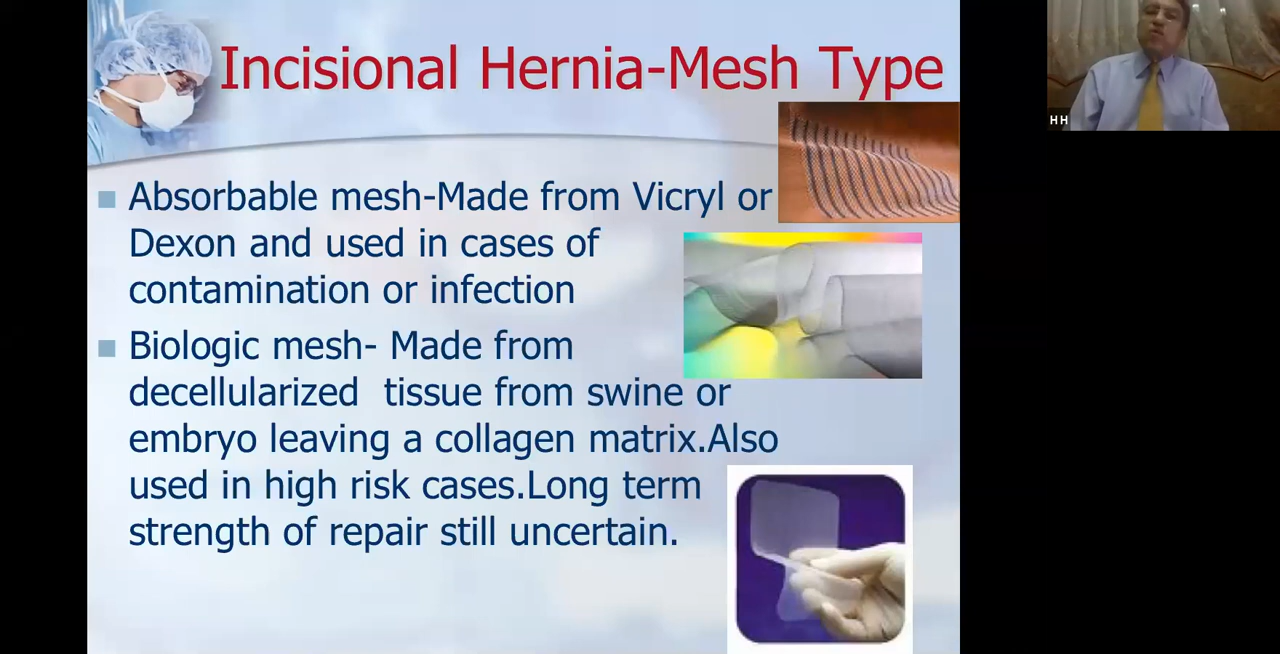 Incisional Hernia-Mesh Type
Absorbable mesh-Made from Vicryl or
Dexon and used in cases of
contamination or infection
Biologic mesh- Made from
decellularized  tissue from swine or
embryo leaving a collagen matrix.Also
used in high risk cases.Long term
strength of repair still uncertain.
HH